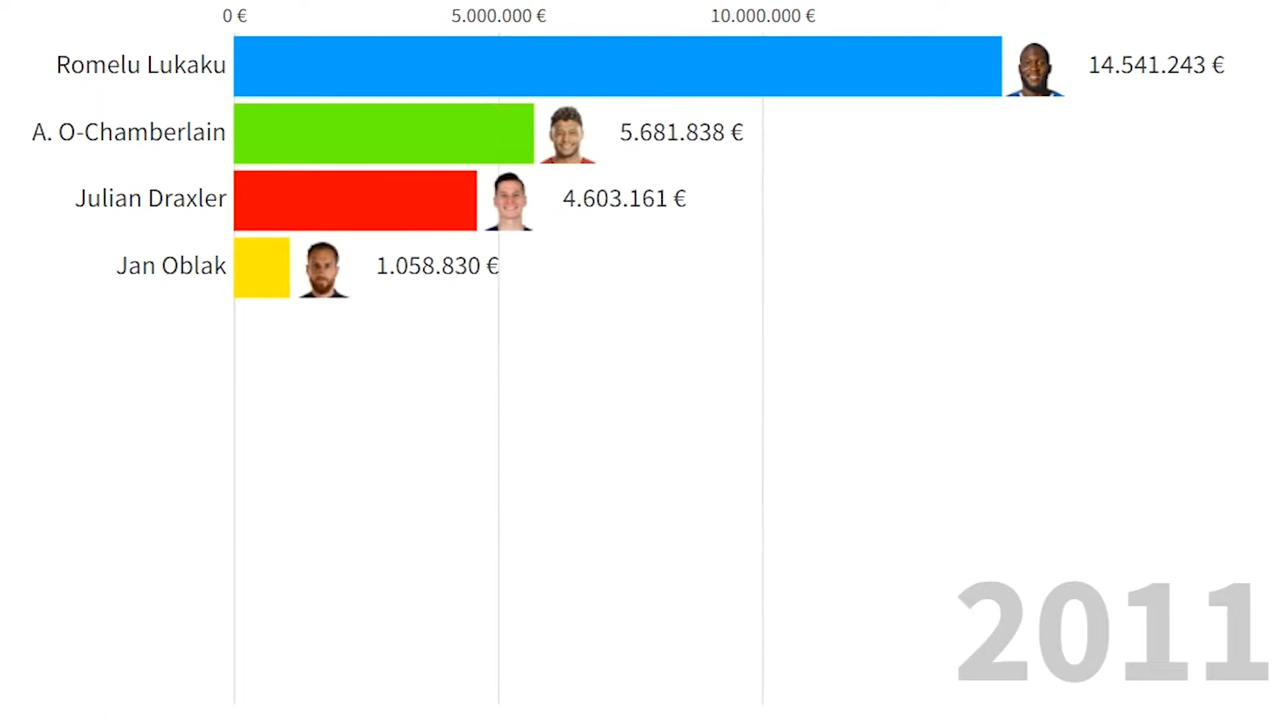 0 € 5.000.000 € 10.000.000 €
Romelu Lukaku 14.541.243 €
A. O-Chamberlain 5.681.838 €
Julian Draxler 4.603.161 €
Jan Oblak 1.058.830 €
2011